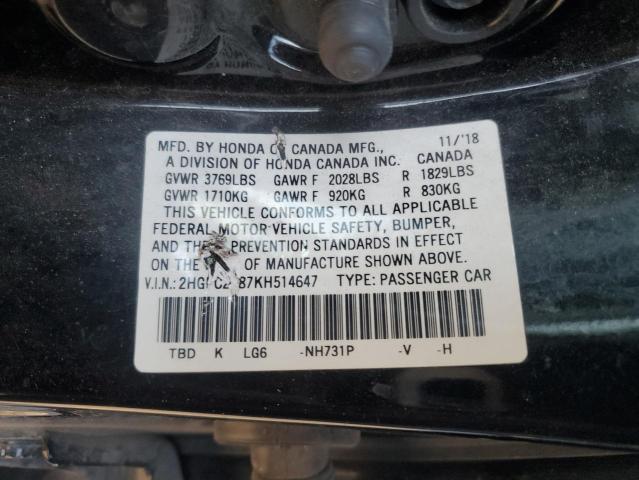 MFD. BY HONDA OF CANADA MFG., 11/'18
A DIVISION OF HONDA CANADA INC. CANADA
GVWR 3769LBS GAWR F 2028LBS R 1829LBS
GVWR 1710KG GAWR F 920KG R 830KG
THIS VEHICLE CONFORMS TO ALL APPLICABLE
FEDERAL MOTOR VEHICLE SAFETY, BUMPER,
AND PREVENTION STANDARDS IN EFFECT
ON THE OF MANUFACTURE SHOWN ABOVE.
V.I.N.: TYPE: PASSENGER CAR
TBD K LG6 -NH731P -V -H